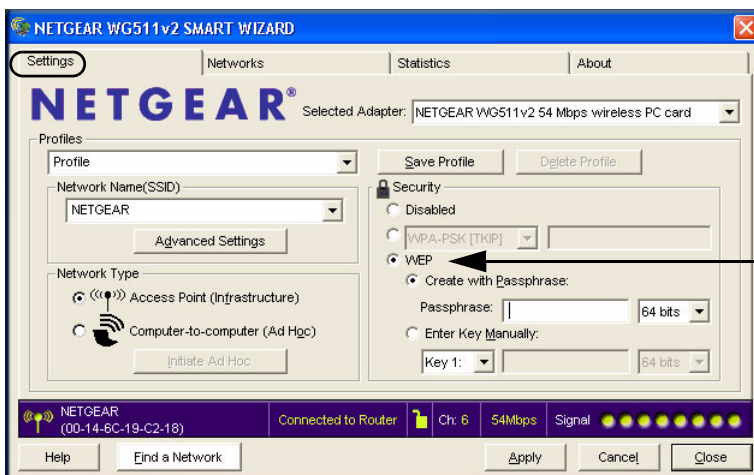 NETGEAR WG511v2 SMART WIZARD
Settings
Networks
Statistics
About
NETGEAR®
Selected Adapter:
NETGEAR WG511v2 54 Mbps wireless PC card
Profiles
Profile
Save Profile
Delete Profile
Network Name(SSID)
NETGEAR
Advanced Settings
Network Type
Access Point (Infrastructure)
Computer-to-computer (Ad Hoc)
Initiate Ad Hoc
Security
Disabled
WPA-PSK [TKIP]
WEP
Create with Passphrase:
Passphrase:
64 bits
Enter Key Manually:
Key 1:
64 bits
NETGEAR
(00-14-6C-19-C2-18)
Connected to Router
Ch: 6
54Mbps
Signal
Help
Find a Network
Apply
Cancel
Close